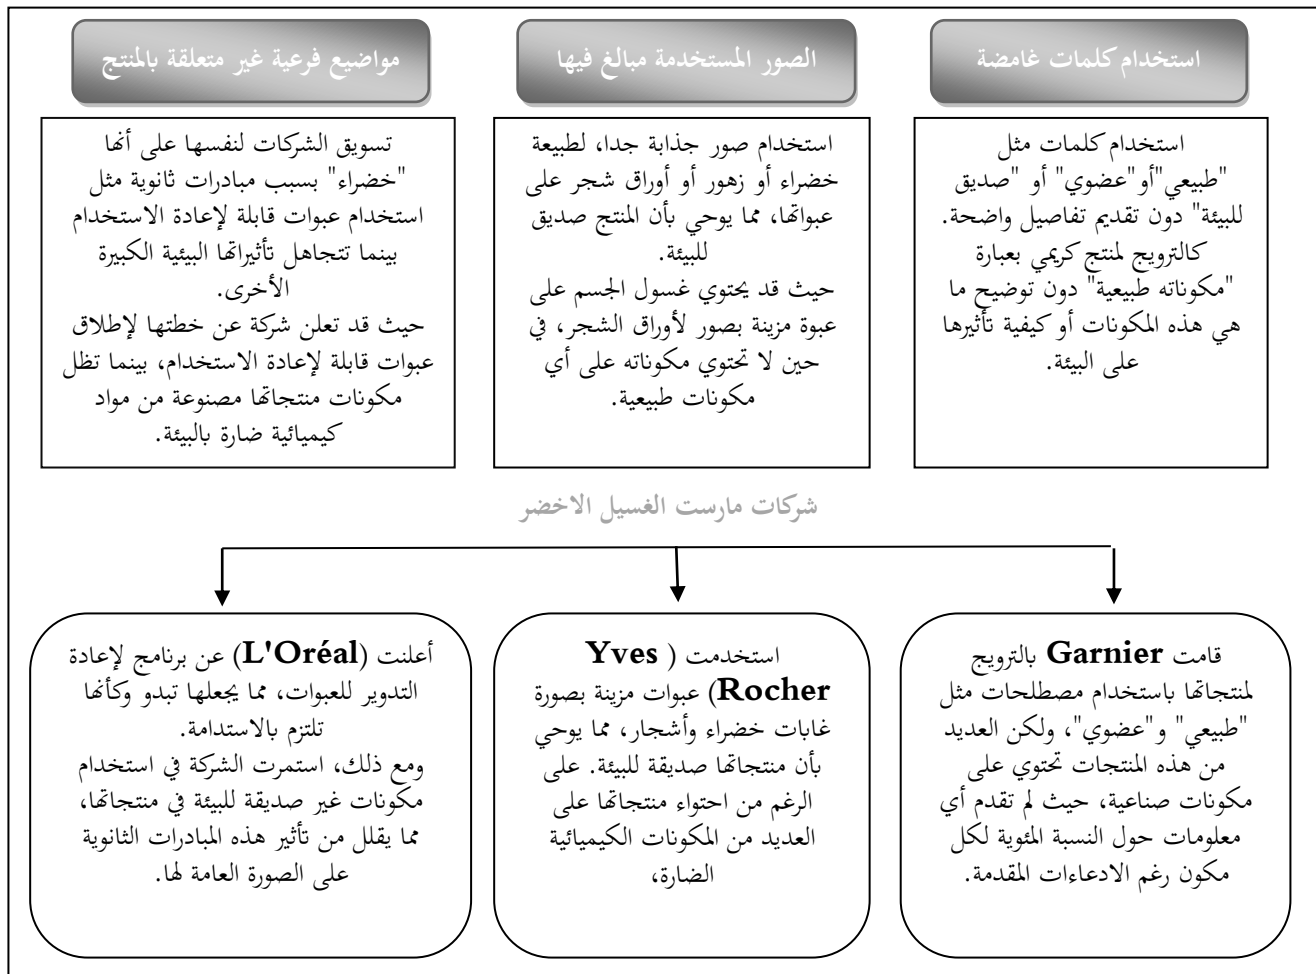 استخدام كلمات غامضة
استخدام كلمات مثل
"طبيعي"أو"عضوي" أو "صديق
للبيئة" دون تقديم تفاصيل واضحة.
كالترويج لمنتج كريمي بعبارة
"مكوناته طبيعية" دون توضيح ما
هي هذه المكونات أو كيفية تأثيرها
على البيئة.
الصور المستخدمة مبالغ فيها
استخدام صور جذابة جدا، لطبيعة
خضراء أو زهور أو أوراق شجر على
عبواتها، مما يوحي بأن المنتج صديق
للبيئة.
حيث قد يحتوي غسول الجسم على
عبوة مزينة بصور لأوراق الشجر، في
حين لا تحتوي مكوناته على أي
مكونات طبيعية.
مواضيع فرعية غير متعلقة بالمنتج
تسويق الشركات لنفسها على أنها
"خضراء" بسبب مبادرات ثانوية مثل
استخدام عبوات قابلة لإعادة الاستخدام
بينما تتجاهل تأثيراتها البيئية الكبيرة
الأخرى.
حيث قد تعلن شركة عن خطتها لإطلاق
عبوات قابلة لإعادة الاستخدام، بينما تظل
مكونات منتجاتها مصنوعة من مواد
كيميائية ضارة بالبيئة.
شركات مارست الغسيل الاخضر
قامت Garnier بالترويج
لمنتجاتها باستخدام مصطلحات مثل
"طبيعي" و"عضوي"، ولكن العديد
من هذه المنتجات تحتوي على
مكونات صناعية، حيث لم تقدم أي
معلومات حول النسبة المئوية لكل
مكون رغم الادعاءات المقدمة.
استخدمت ( Yves
Rocher) عبوات مزينة بصورة
غابات خضراء وأشجار، مما يوحي
بأن منتجاتها صديقة للبيئة. على
الرغم من احتواء منتجاتها على
العديد من المكونات الكيميائية
الضارة،
أعلنت (L'Oréal) عن برنامج لإعادة
التدوير للعبوات، مما يجعلها تبدو وكأنها
تلتزم بالاستدامة.
ومع ذلك، استمرت الشركة في استخدام
مكونات غير صديقة للبيئة في منتجاتها،
مما يقلل من تأثير هذه المبادرات الثانوية
على الصورة العامة لها.